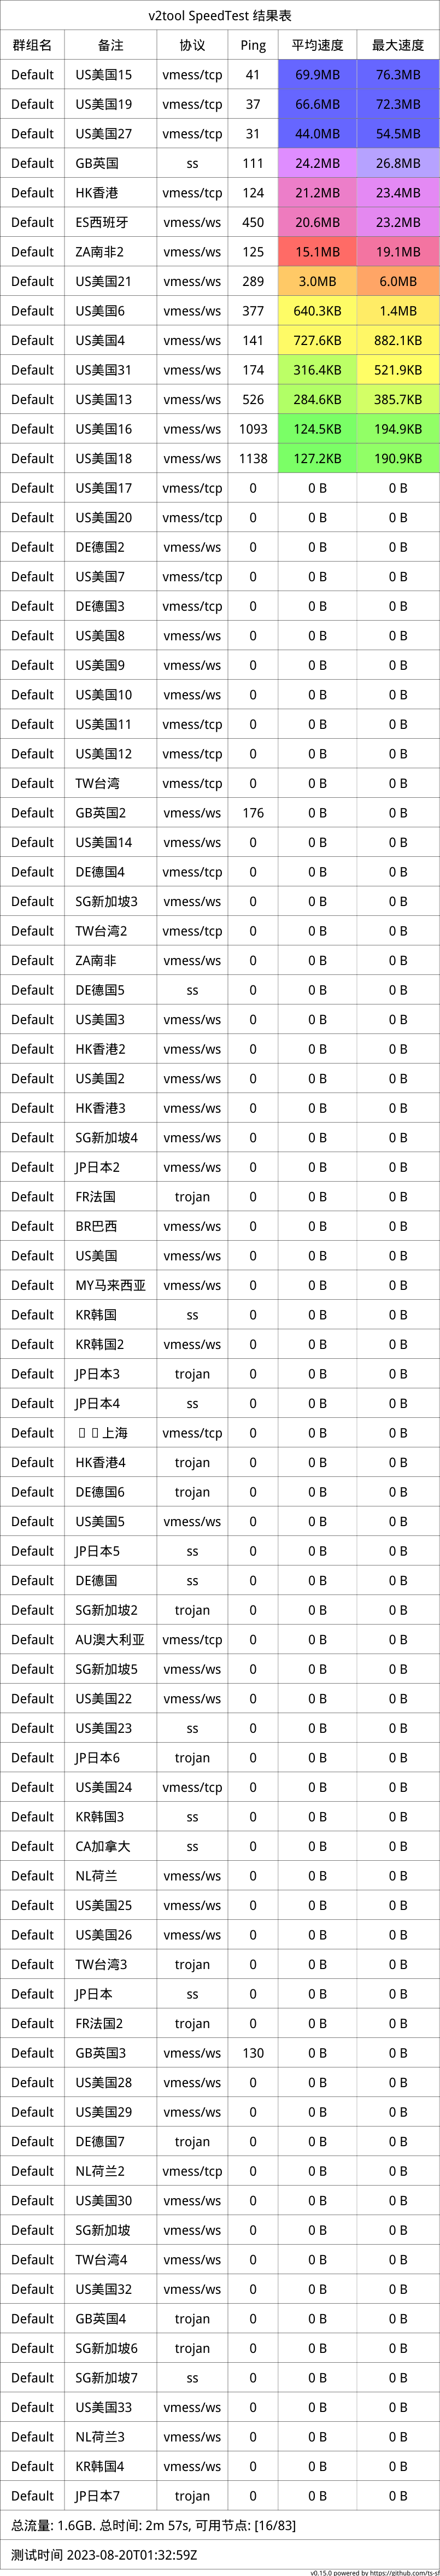 v2tool SpeedTest 结果表
群组名 备注 协议 Ping 平均速度 最大速度
Default US美国15 vmess/tcp 41 69.9MB 76.3MB
Default US美国19 vmess/tcp 37 66.6MB 72.3MB
Default US美国27 vmess/tcp 31 44.0MB 54.5MB
Default GB英国 ss 111 24.2MB 26.8MB
Default HK香港 vmess/tcp 124 21.2MB 23.4MB
Default ES西班牙 vmess/ws 450 20.6MB 23.2MB
Default ZA南非2 vmess/ws 125 15.1MB 19.1MB
Default US美国21 vmess/ws 289 3.0MB 6.0MB
Default US美国6 vmess/ws 377 640.3KB 1.4MB
Default US美国4 vmess/ws 141 727.6KB 882.1KB
Default US美国31 vmess/ws 174 316.4KB 521.9KB
Default US美国13 vmess/ws 526 284.6KB 385.7KB
Default US美国16 vmess/ws 1093 124.5KB 194.9KB
Default US美国18 vmess/ws 1138 127.2KB 190.9KB
Default US美国17 vmess/tcp 0 0 B 0 B
Default US美国20 vmess/tcp 0 0 B 0 B
Default DE德国2 vmess/ws 0 0 B 0 B
Default US美国7 vmess/tcp 0 0 B 0 B
Default DE德国3 vmess/tcp 0 0 B 0 B
Default US美国8 vmess/ws 0 0 B 0 B
Default US美国9 vmess/ws 0 0 B 0 B
Default US美国10 vmess/ws 0 0 B 0 B
Default US美国11 vmess/tcp 0 0 B 0 B
Default US美国12 vmess/tcp 0 0 B 0 B
Default TW台湾 vmess/tcp 0 0 B 0 B
Default GB英国2 vmess/ws 176 0 B 0 B
Default US美国14 vmess/ws 0 0 B 0 B
Default DE德国4 vmess/tcp 0 0 B 0 B
Default SG新加坡3 vmess/ws 0 0 B 0 B
Default TW台湾2 vmess/tcp 0 0 B 0 B
Default ZA南非 vmess/ws 0 0 B 0 B
Default DE德国5 ss 0 0 B 0 B
Default US美国3 vmess/ws 0 0 B 0 B
Default HK香港2 vmess/ws 0 0 B 0 B
Default US美国2 vmess/ws 0 0 B 0 B
Default HK香港3 vmess/ws 0 0 B 0 B
Default SG新加坡4 vmess/ws 0 0 B 0 B
Default JP日本2 vmess/ws 0 0 B 0 B
Default FR法国 trojan 0 0 B 0 B
Default BR巴西 vmess/ws 0 0 B 0 B
Default US美国 vmess/ws 0 0 B 0 B
Default MY马来西亚 vmess/ws 0 0 B 0 B
Default KR韩国 ss 0 0 B 0 B
Default KR韩国2 vmess/ws 0 0 B 0 B
Default JP日本3 trojan 0 0 B 0 B
Default JP日本4 ss 0 0 B 0 B
Default 上海 vmess/tcp 0 0 B 0 B
Default HK香港4 trojan 0 0 B 0 B
Default DE德国6 trojan 0 0 B 0 B
Default US美国5 vmess/ws 0 0 B 0 B
Default JP日本5 ss 0 0 B 0 B
Default DE德国 ss 0 0 B 0 B
Default SG新加坡2 trojan 0 0 B 0 B
Default AU澳大利亚 vmess/tcp 0 0 B 0 B
Default SG新加坡5 vmess/ws 0 0 B 0 B
Default US美国22 vmess/ws 0 0 B 0 B
Default US美国23 ss 0 0 B 0 B
Default JP日本6 trojan 0 0 B 0 B
Default US美国24 vmess/tcp 0 0 B 0 B
Default KR韩国3 ss 0 0 B 0 B
Default CA加拿大 ss 0 0 B 0 B
Default NL荷兰 vmess/ws 0 0 B 0 B
Default US美国25 vmess/ws 0 0 B 0 B
Default US美国26 vmess/ws 0 0 B 0 B
Default TW台湾3 trojan 0 0 B 0 B
Default JP日本 ss 0 0 B 0 B
Default FR法国2 trojan 0 0 B 0 B
Default GB英国3 vmess/ws 130 0 B 0 B
Default US美国28 vmess/ws 0 0 B 0 B
Default US美国29 vmess/ws 0 0 B 0 B
Default DE德国7 trojan 0 0 B 0 B
Default NL荷兰2 vmess/tcp 0 0 B 0 B
Default US美国30 vmess/ws 0 0 B 0 B
Default SG新加坡 vmess/ws 0 0 B 0 B
Default TW台湾4 vmess/ws 0 0 B 0 B
Default US美国32 vmess/ws 0 0 B 0 B
Default GB英国4 trojan 0 0 B 0 B
Default SG新加坡6 trojan 0 0 B 0 B
Default SG新加坡7 ss 0 0 B 0 B
Default US美国33 vmess/ws 0 0 B 0 B
Default NL荷兰3 vmess/ws 0 0 B 0 B
Default KR韩国4 vmess/ws 0 0 B 0 B
Default JP日本7 trojan 0 0 B 0 B
总流量: 1.6GB. 总时间: 2m 57s, 可用节点: [16/83]
测试时间 2023-08-20T01:32:59Z
v0.15.0 powered by https://github.com/ts-sf